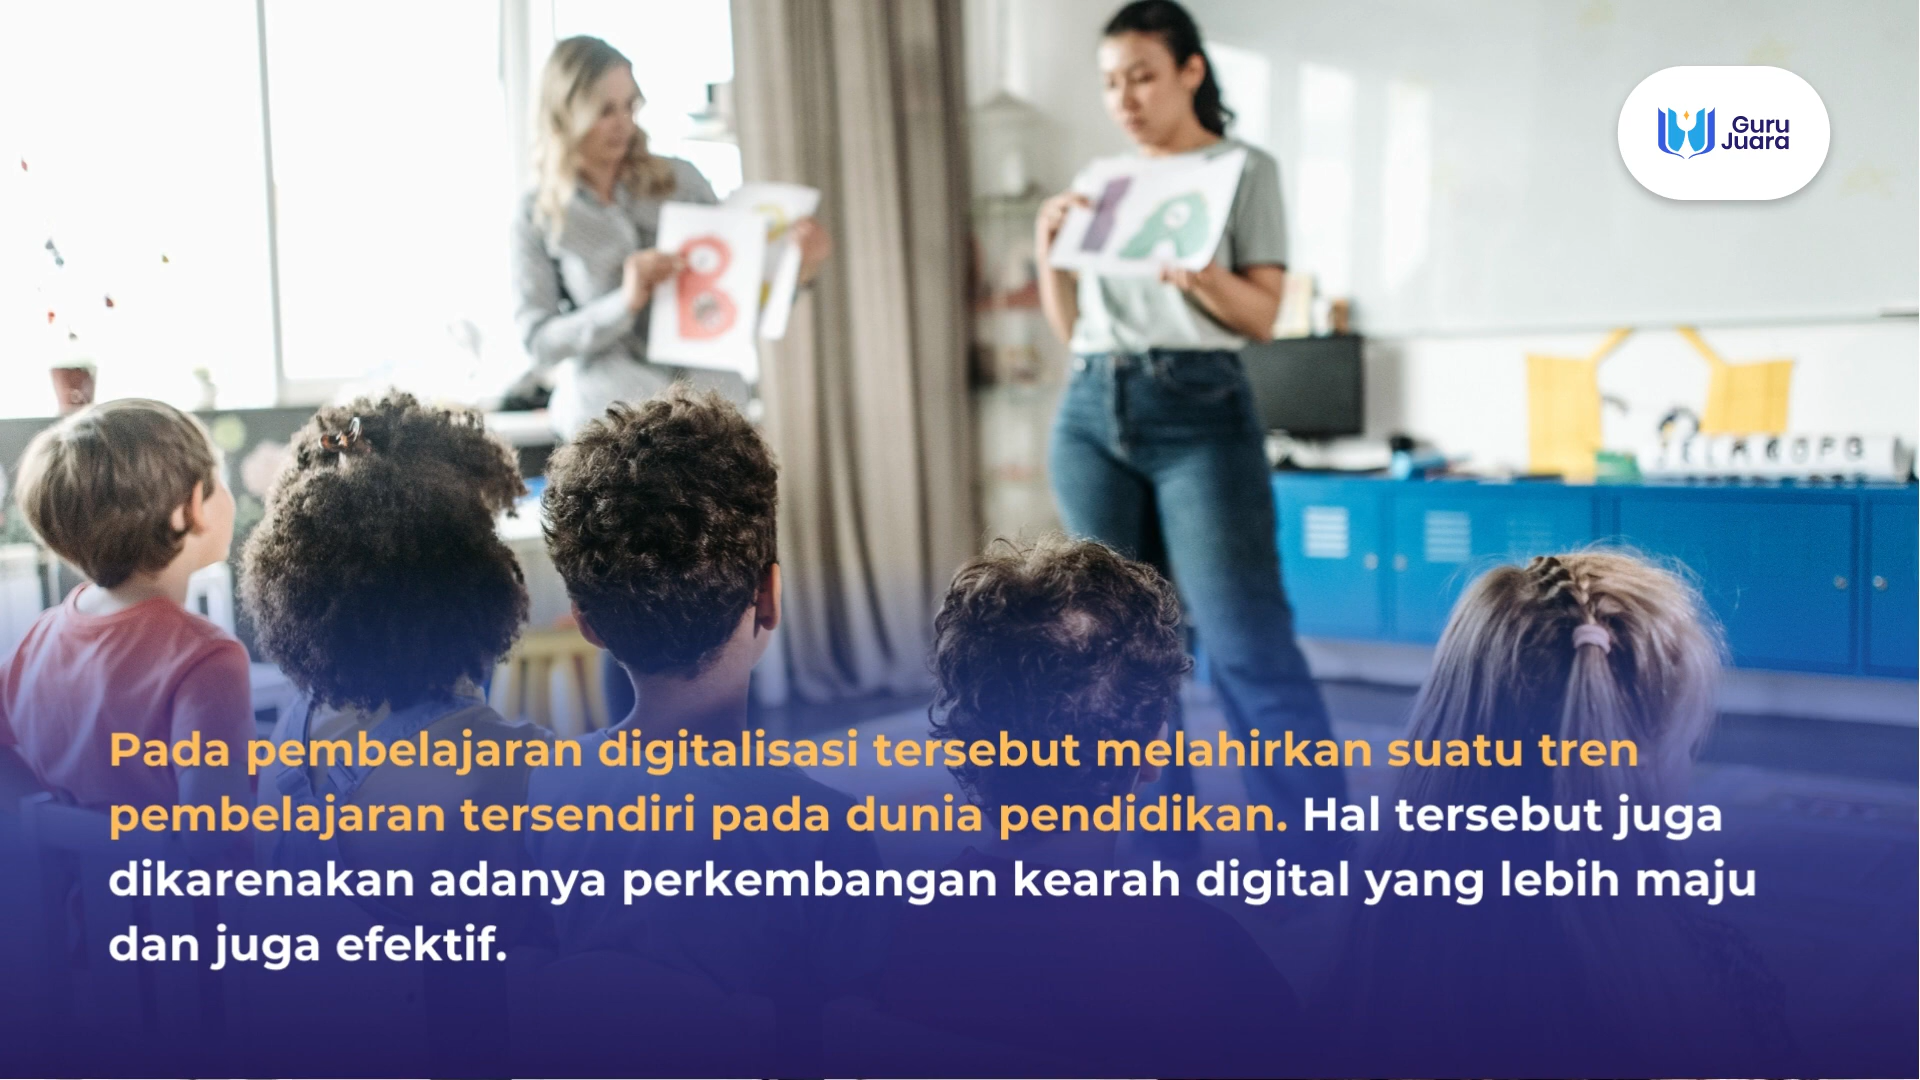 Guru
Juara
B
I A
Pada pembelajaran digitalisasi tersebut melahirkan suatu tren
pembelajaran tersendiri pada dunia pendidikan. Hal tersebut juga
dikarenakan adanya perkembangan kearah digital yang lebih maju
dan juga efektif.